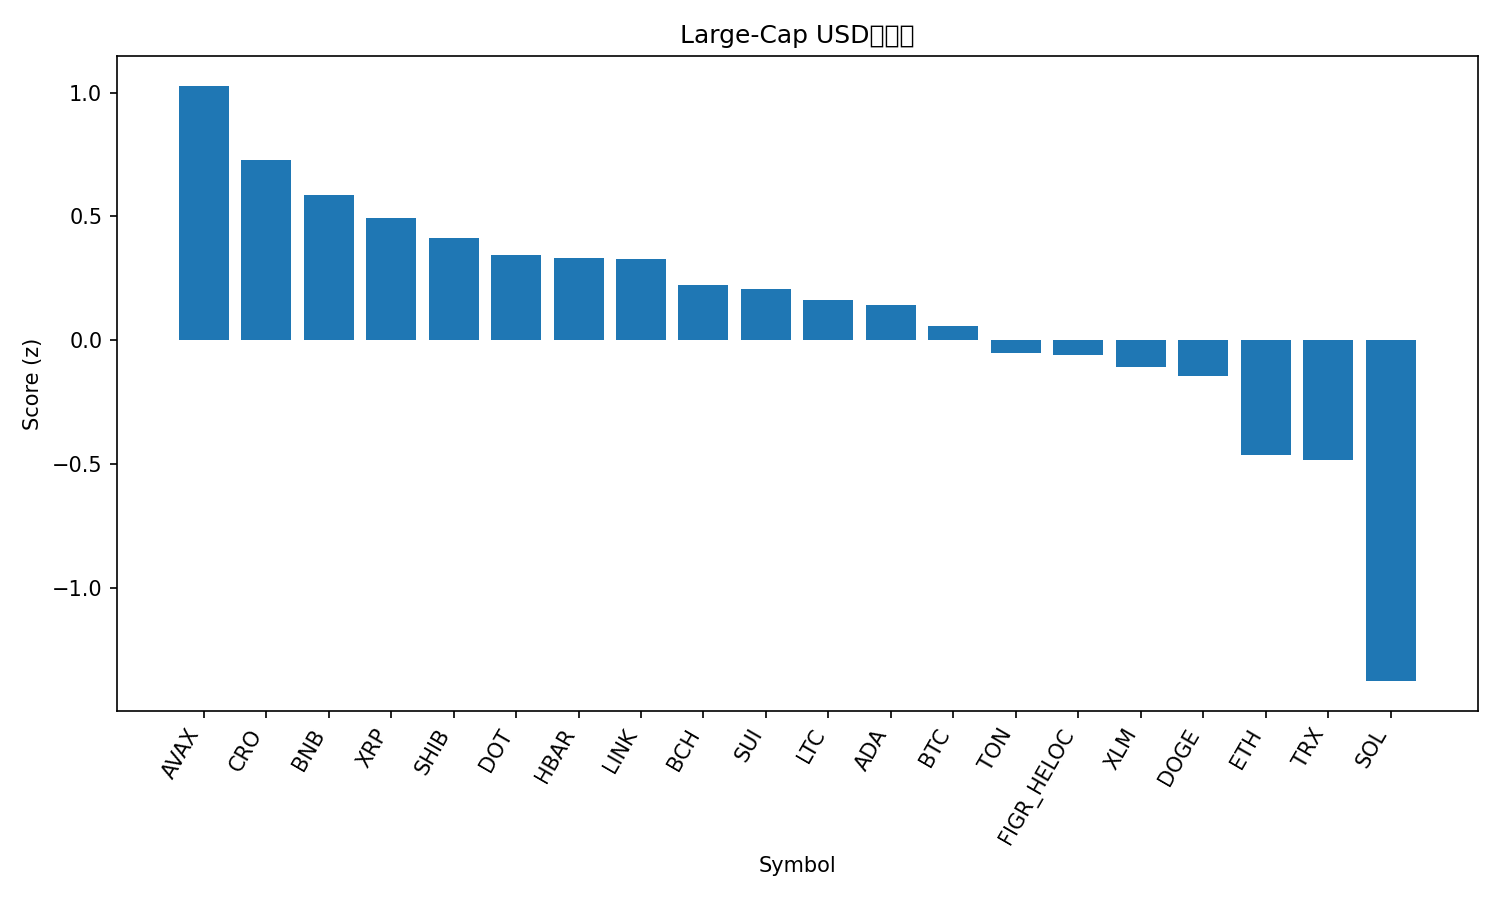 Large-Cap USD
1.0
0.5
0.0
−0.5
−1.0
Score (z)
AVAX
CRO
BNB
XRP
SHIB
DOT
HBAR
LINK
BCH
SUI
LTC
ADA
BTC
TON
FIGR_HELOC
XLM
DOGE
ETH
TRX
SOL
Symbol